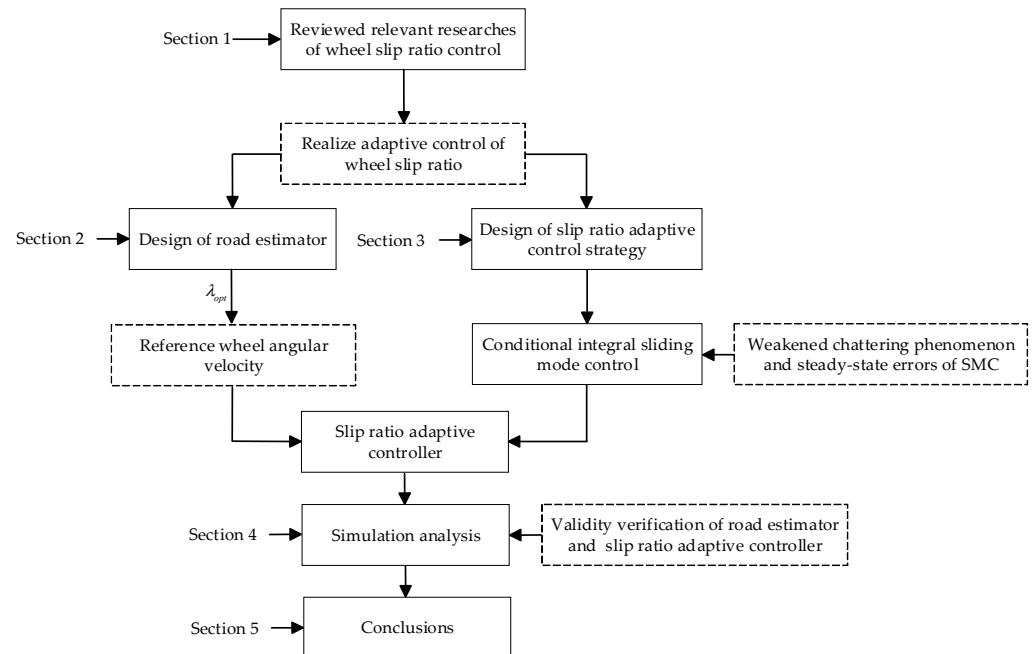 Section 1
Reviewed relevant researches
of wheel slip ratio control
Realize adaptive control of
wheel slip ratio
Section 2
Design of road estimator
Section 3
Design of slip ratio adaptive
control strategy
λopt
Reference wheel angular
velocity
Conditional integral sliding
mode control
Weakened chattering phenomenon
and steady-state errors of SMC
Slip ratio adaptive
controller
Section 4
Simulation analysis
Validity verification of road estimator
and slip ratio adaptive controller
Section 5
Conclusions